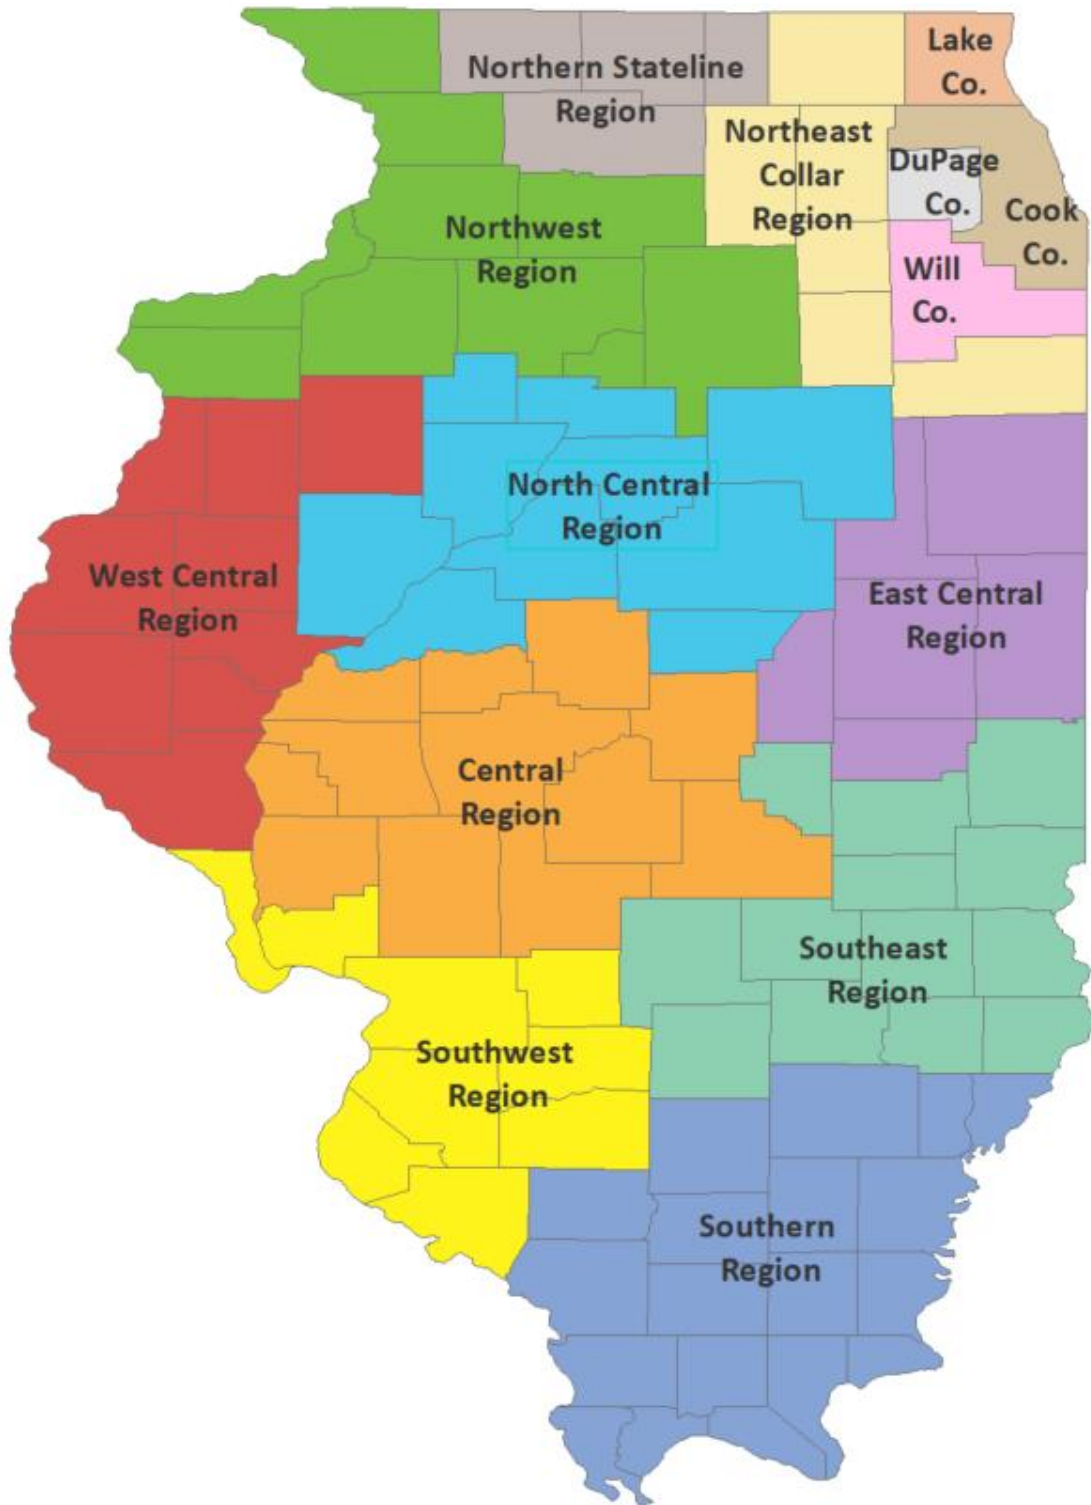 Lake
Co.
Northern Stateline
Region
Northeast
Collar
Region
DuPage
Co.
Cook
Co.
Northwest
Region
Will
Co.
North Central
Region
West Central
Region
East Central
Region
Central
Region
Southeast
Region
Southwest
Region
Southern
Region